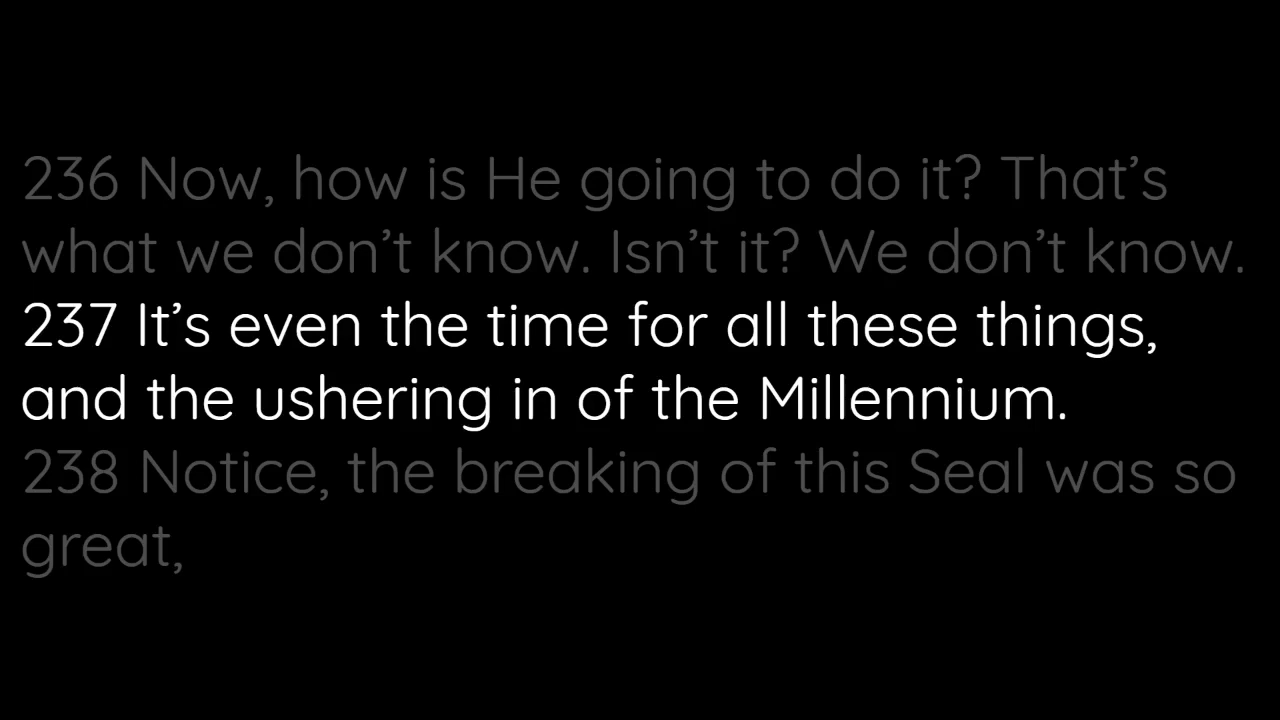 236 Now, how is He going to do it? That’s
what we don’t know. Isn’t it? We don’t know.
237 It’s even the time for all these things,
and the ushering in of the Millennium.
238 Notice, the breaking of this Seal was so
great,